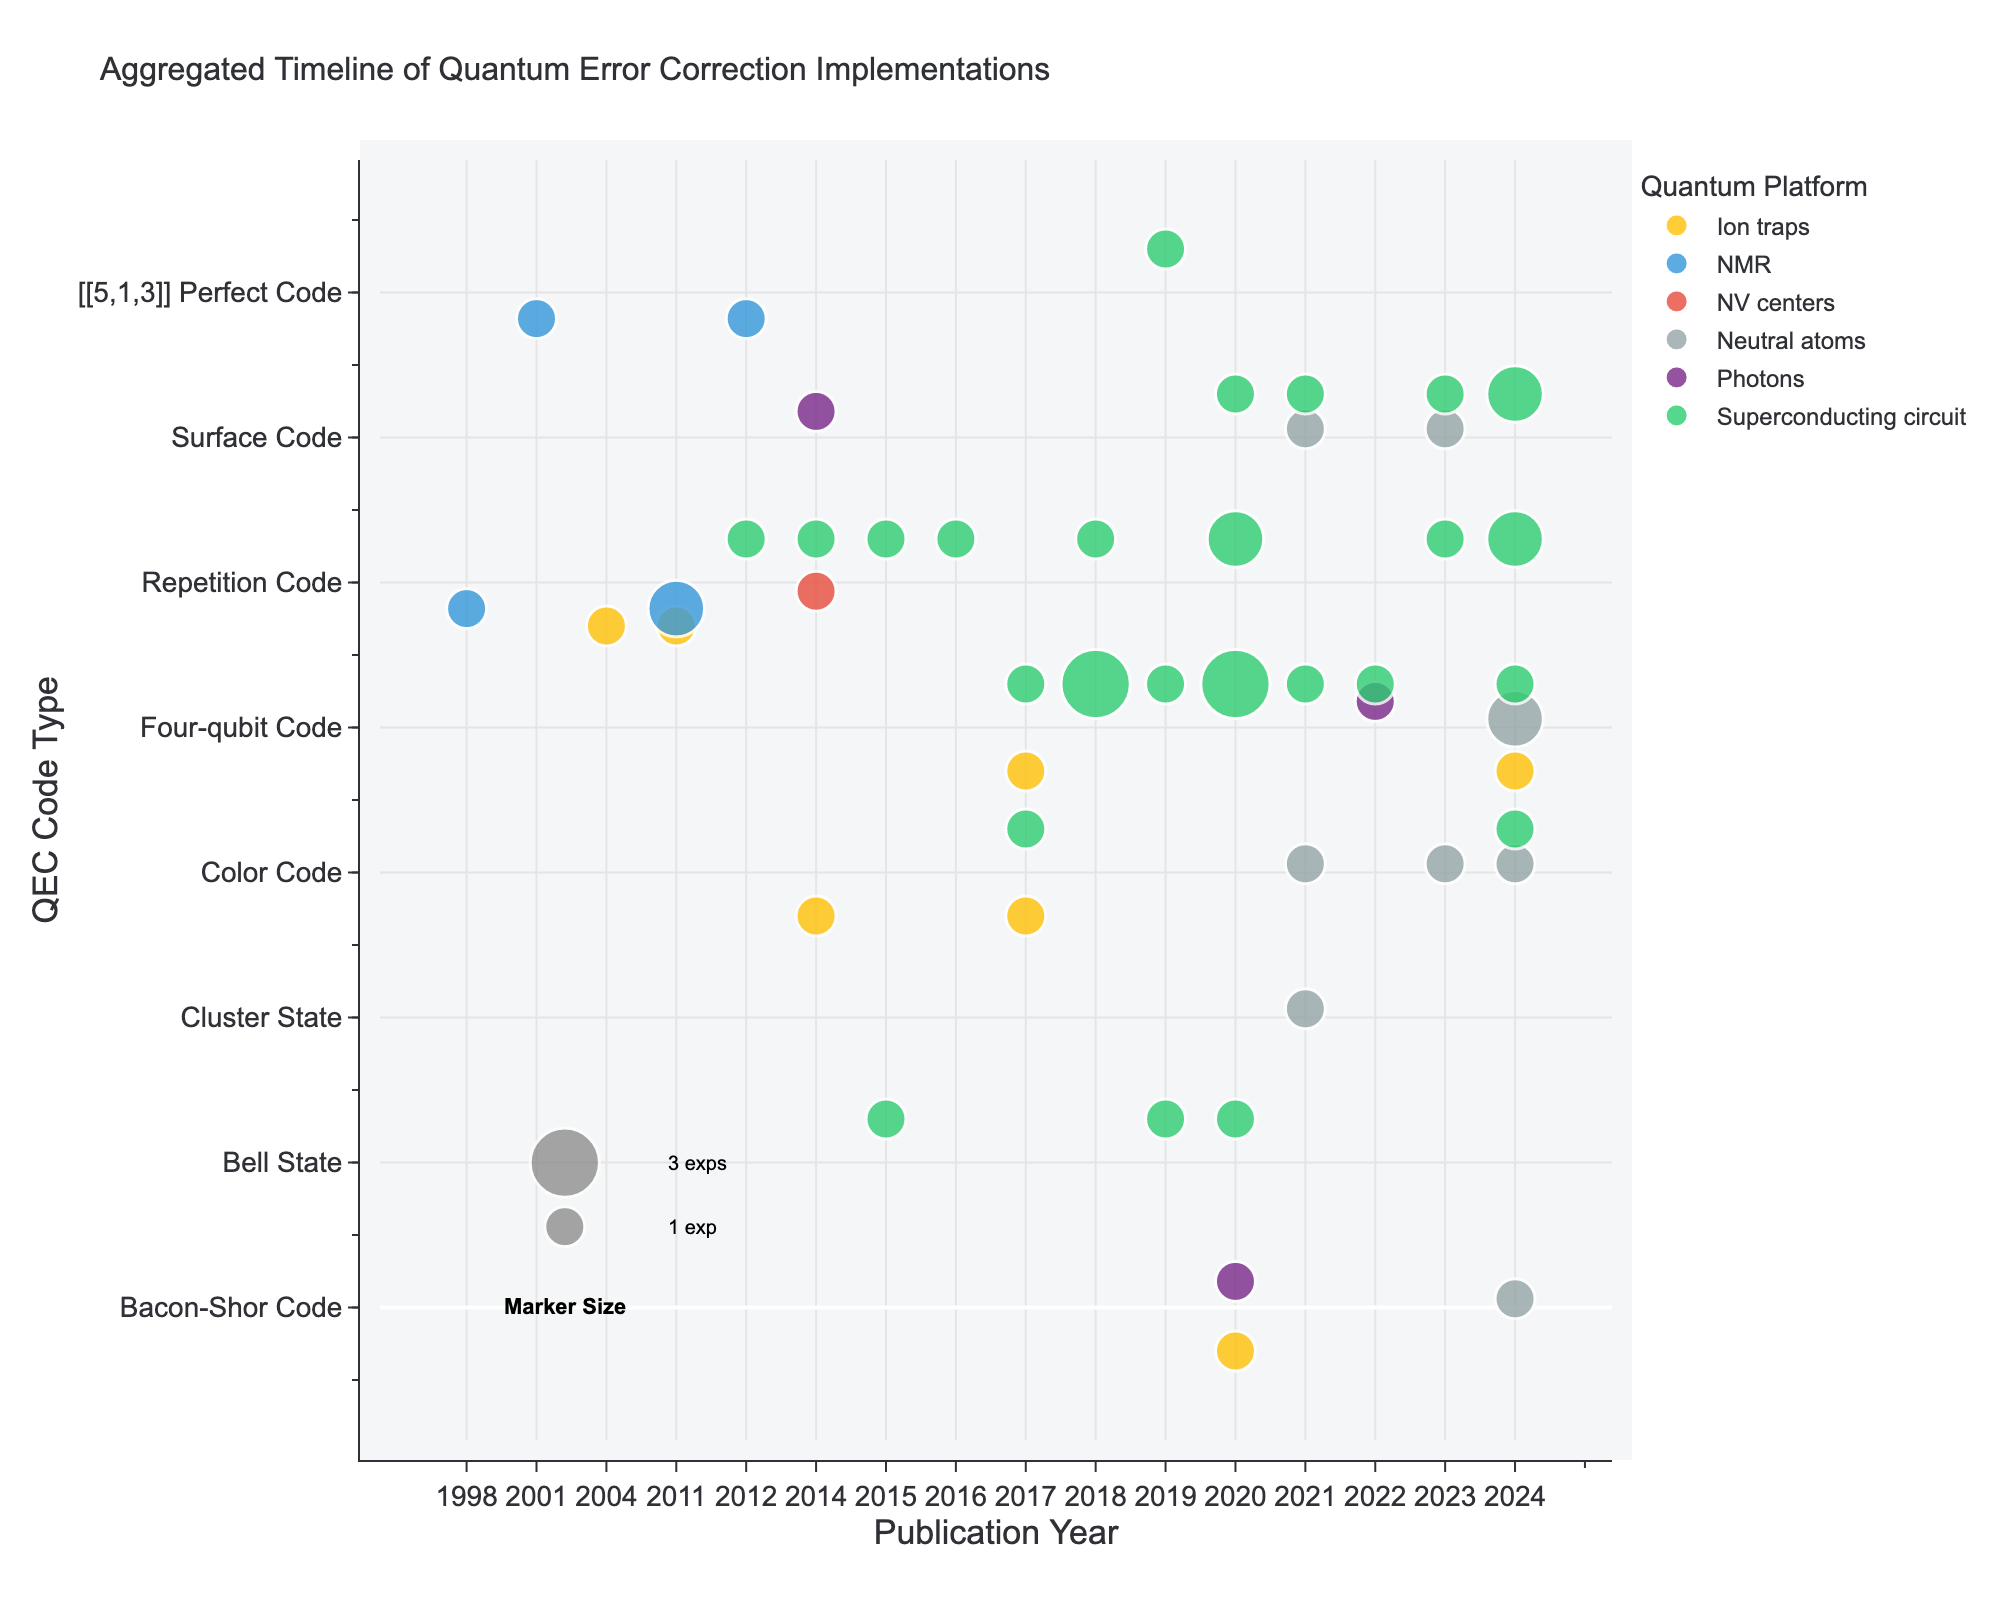 Aggregated Timeline of Quantum Error Correction Implementations
Quantum Platform
Ion traps
NMR
NV centers
Neutral atoms
Photons
Superconducting circuit
QEC Code Type
[[5,1,3]] Perfect Code
Surface Code
Repetition Code
Four-qubit Code
Color Code
Cluster State
Bell State
Bacon-Shor Code
3 exps
1 exp
Marker Size
1998 2001 2004 2011 2012 2014 2015 2016 2017 2018 2019 2020 2021 2022 2023 2024
Publication Year